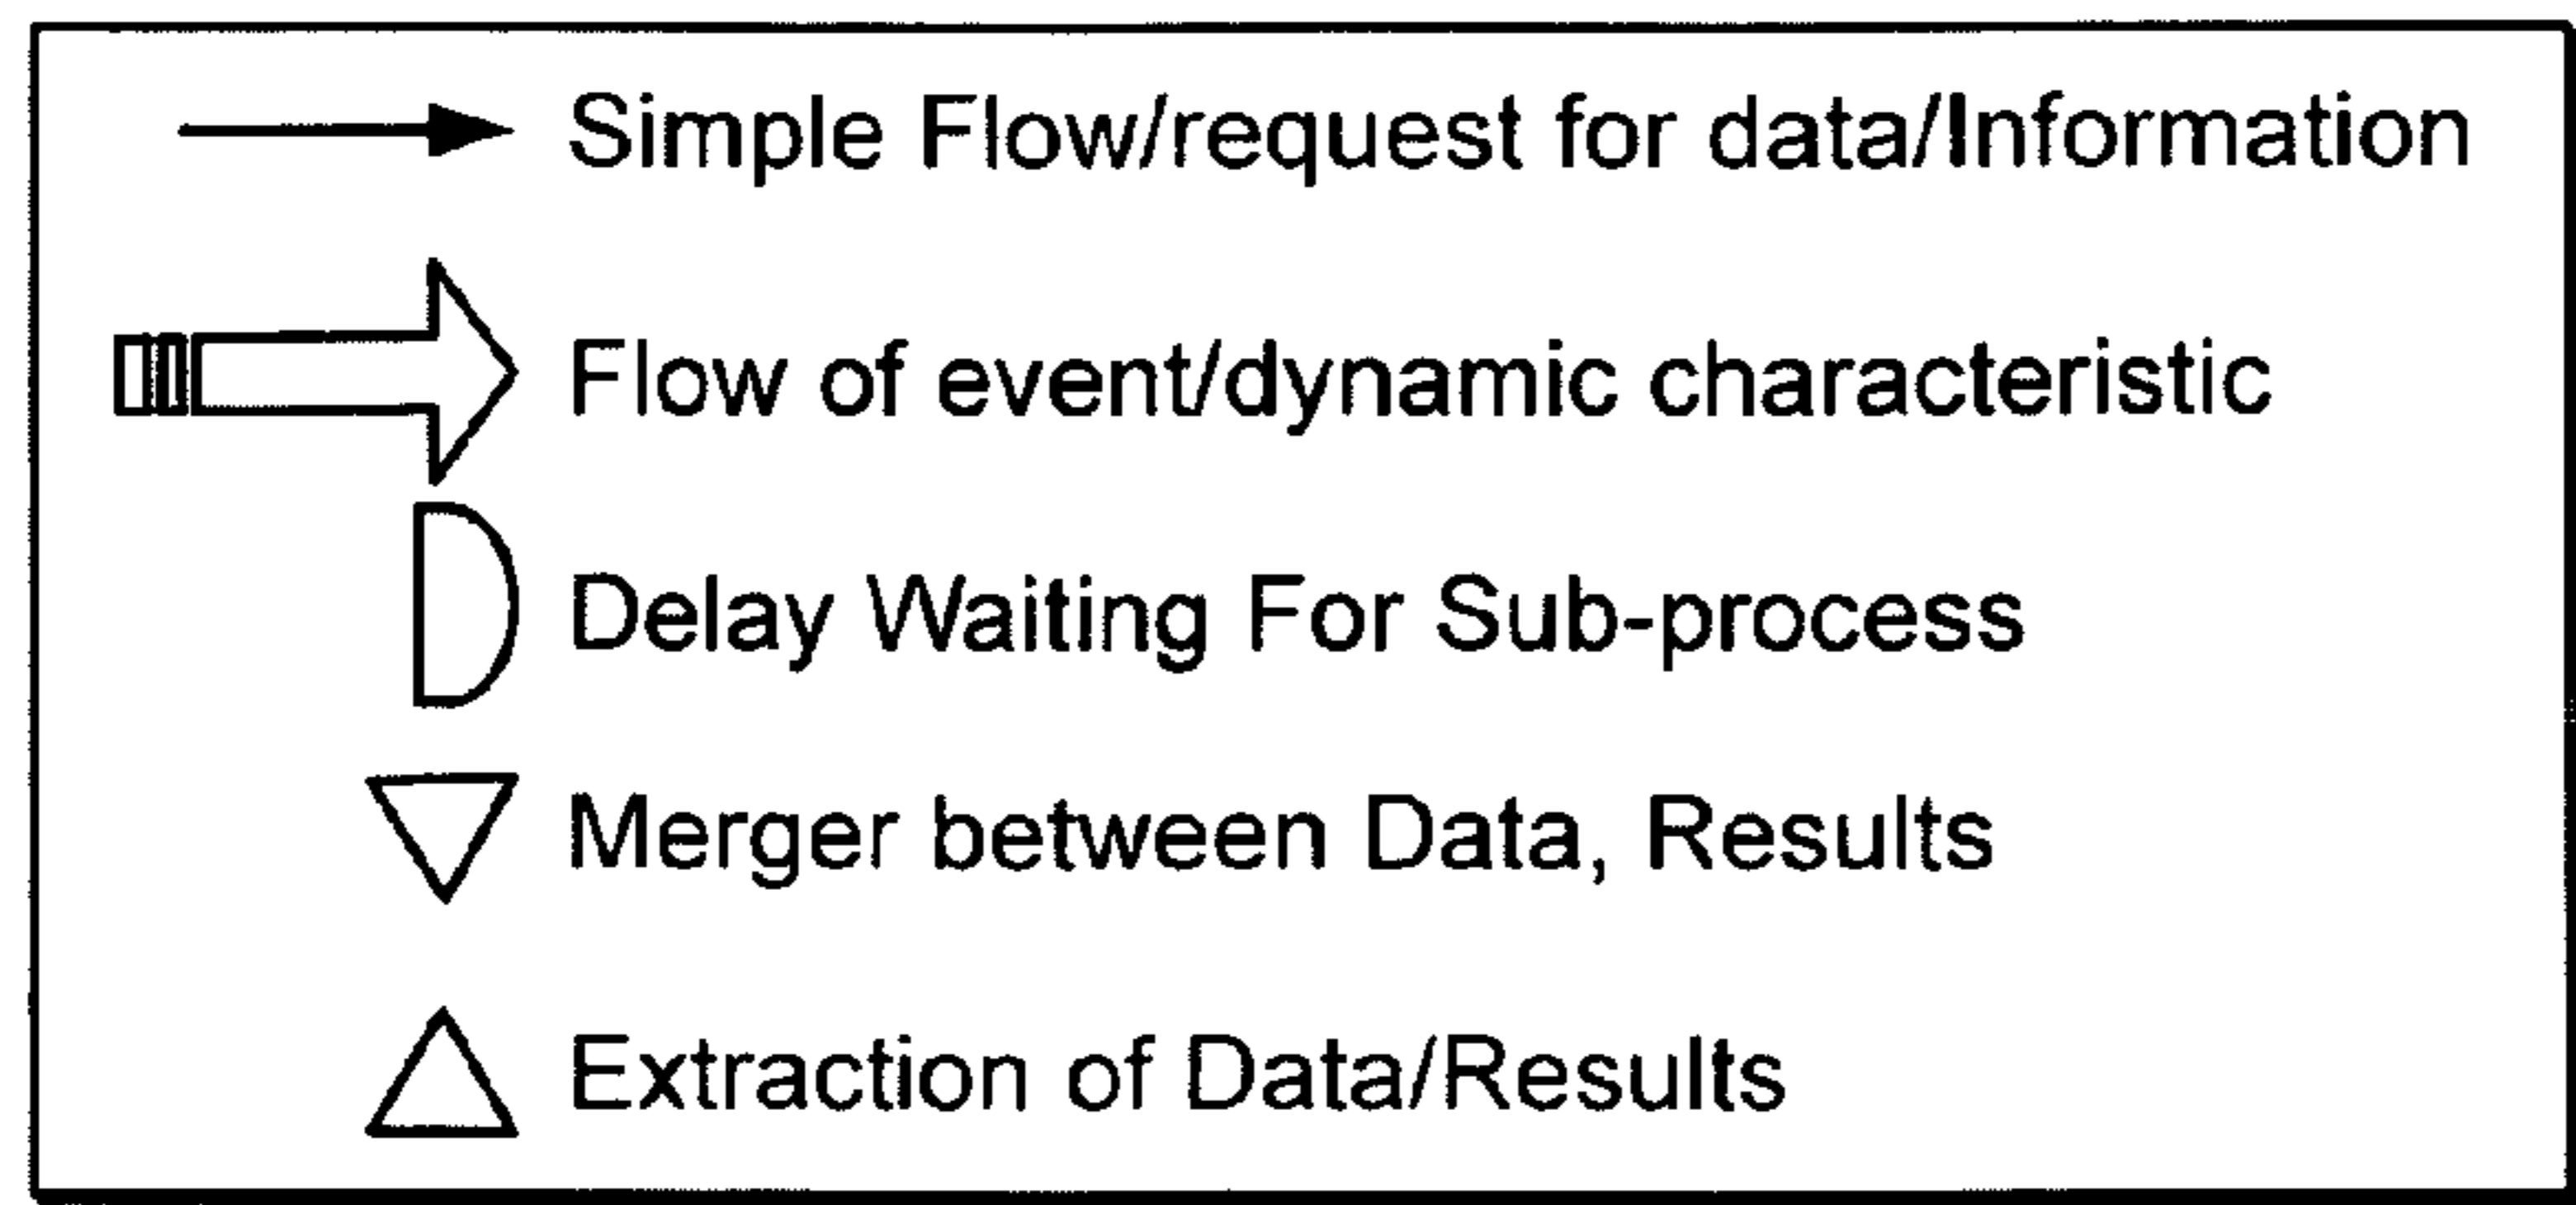 Simple Flow/request for data/Information
Flow of event/dynamic characteristic
Delay Waiting For Sub-process
Merger between Data, Results
Extraction of Data/Results